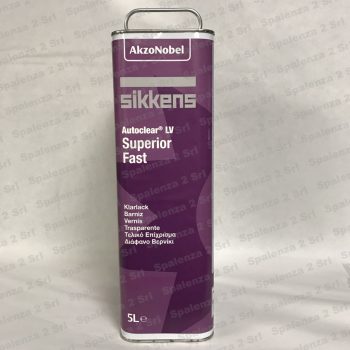 AkzoNobel
sikkens
Autoclear® LV
Superior
Fast
Klarlack
Barniz
Vernis
Trasparente
Τελικό Επίχρισμα
Διάφανο Βερνίκι
5L e
Spalenza 2 Srl